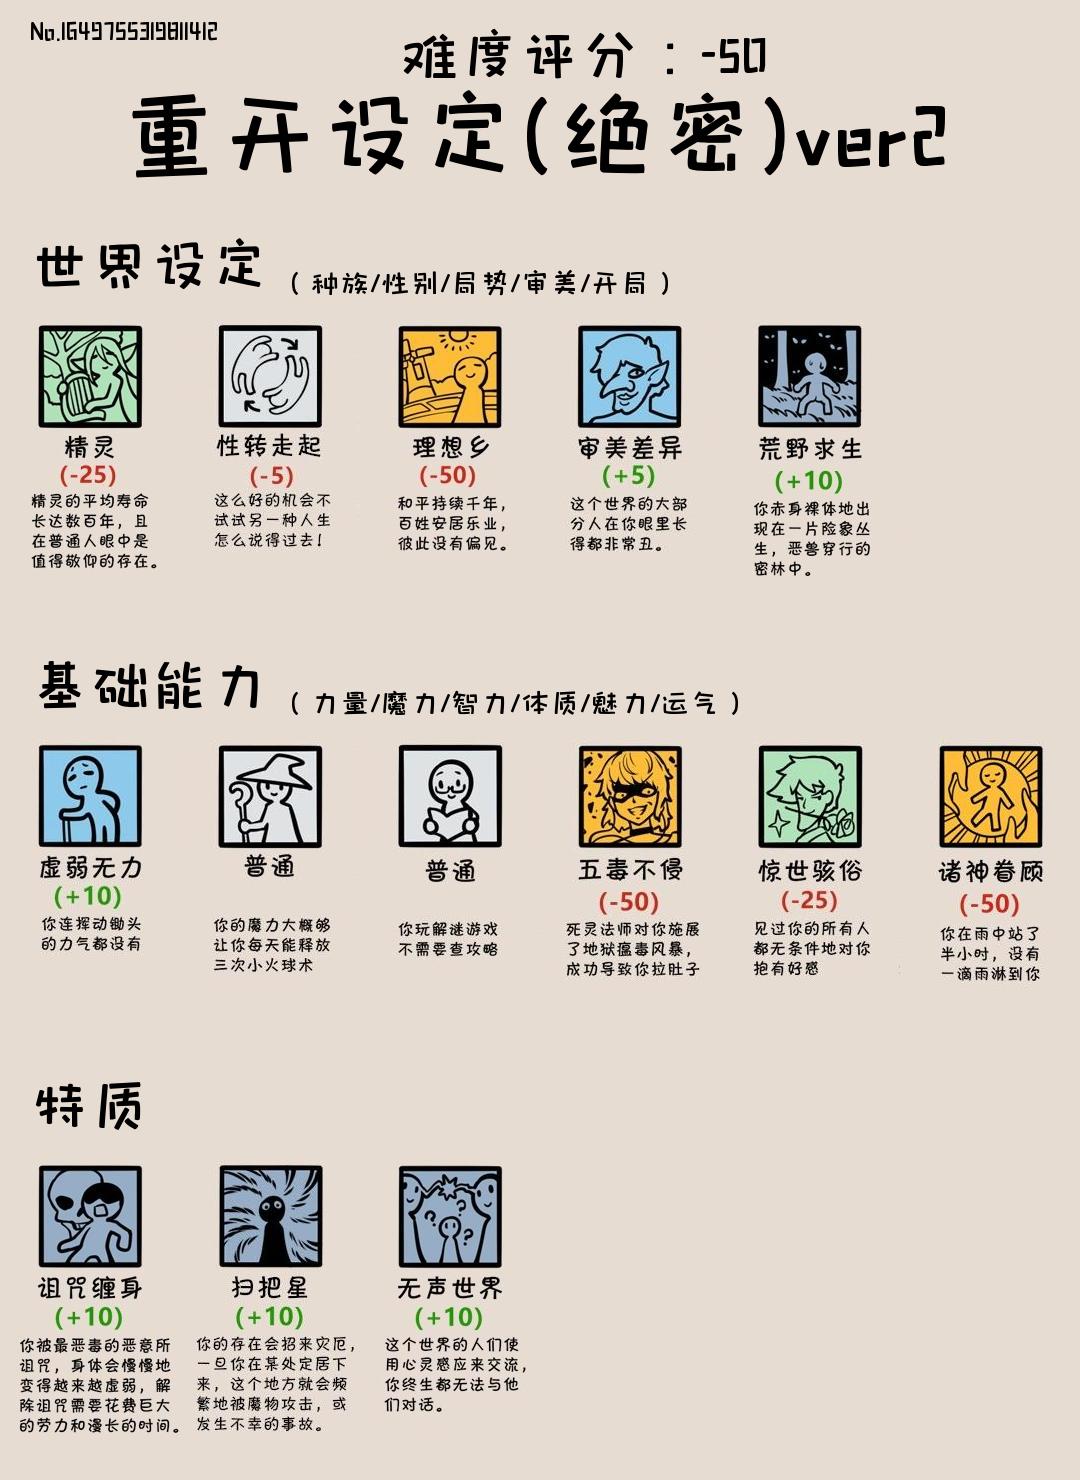 No.1649755319811412
难度评分：-50
重开设定(绝密)ver2
世界设定 (种族/性别/局势/审美/开局)
精灵
(-25)
精灵的平均寿命
长达数百年，且
在普通人眼中是
值得敬仰的存在。
性转走起
(-5)
这么好的机会不
试试另一种人生
怎么说得过去！
理想乡
(-50)
和平持续千年，
百姓安居乐业，
彼此没有偏见。
审美差异
(+5)
这个世界的大部
分人在你眼里长
得都非常丑。
荒野求生
(+10)
你赤身裸体地出
现在一片险象丛
生，恶兽穿行的
密林中。
基础能力 (力量/魔力/智力/体质/魅力/运气)
虚弱无力
(+10)
你连挥动锄头
的力气都没有
普通
你的魔力大概够
让你每天能释放
三次小火球术
普通
你玩解谜游戏
不需要查攻略
五毒不侵
(-50)
死灵法师对你施展
了地狱瘟毒风暴，
成功导致你拉肚子
惊世骇俗
(-25)
见过你的所有人
都无条件地对你
抱有好感
诸神眷顾
(-50)
你在雨中站了
半小时，没有
一滴雨淋到你
特质
诅咒缠身
(+10)
你被最恶毒的恶意所
诅咒，身体会慢慢地
变得越来越虚弱，解
除诅咒需要花费巨大
的劳力和漫长的时间。
扫把星
(+10)
你的存在会招来灾厄，
一旦你在某处定居下
来，这个地方就会频
繁地被魔物攻击，或
发生不幸的事故。
无声世界
(+10)
这个世界的人们使
用心灵感应来交流，
你终生都无法与他
们对话。